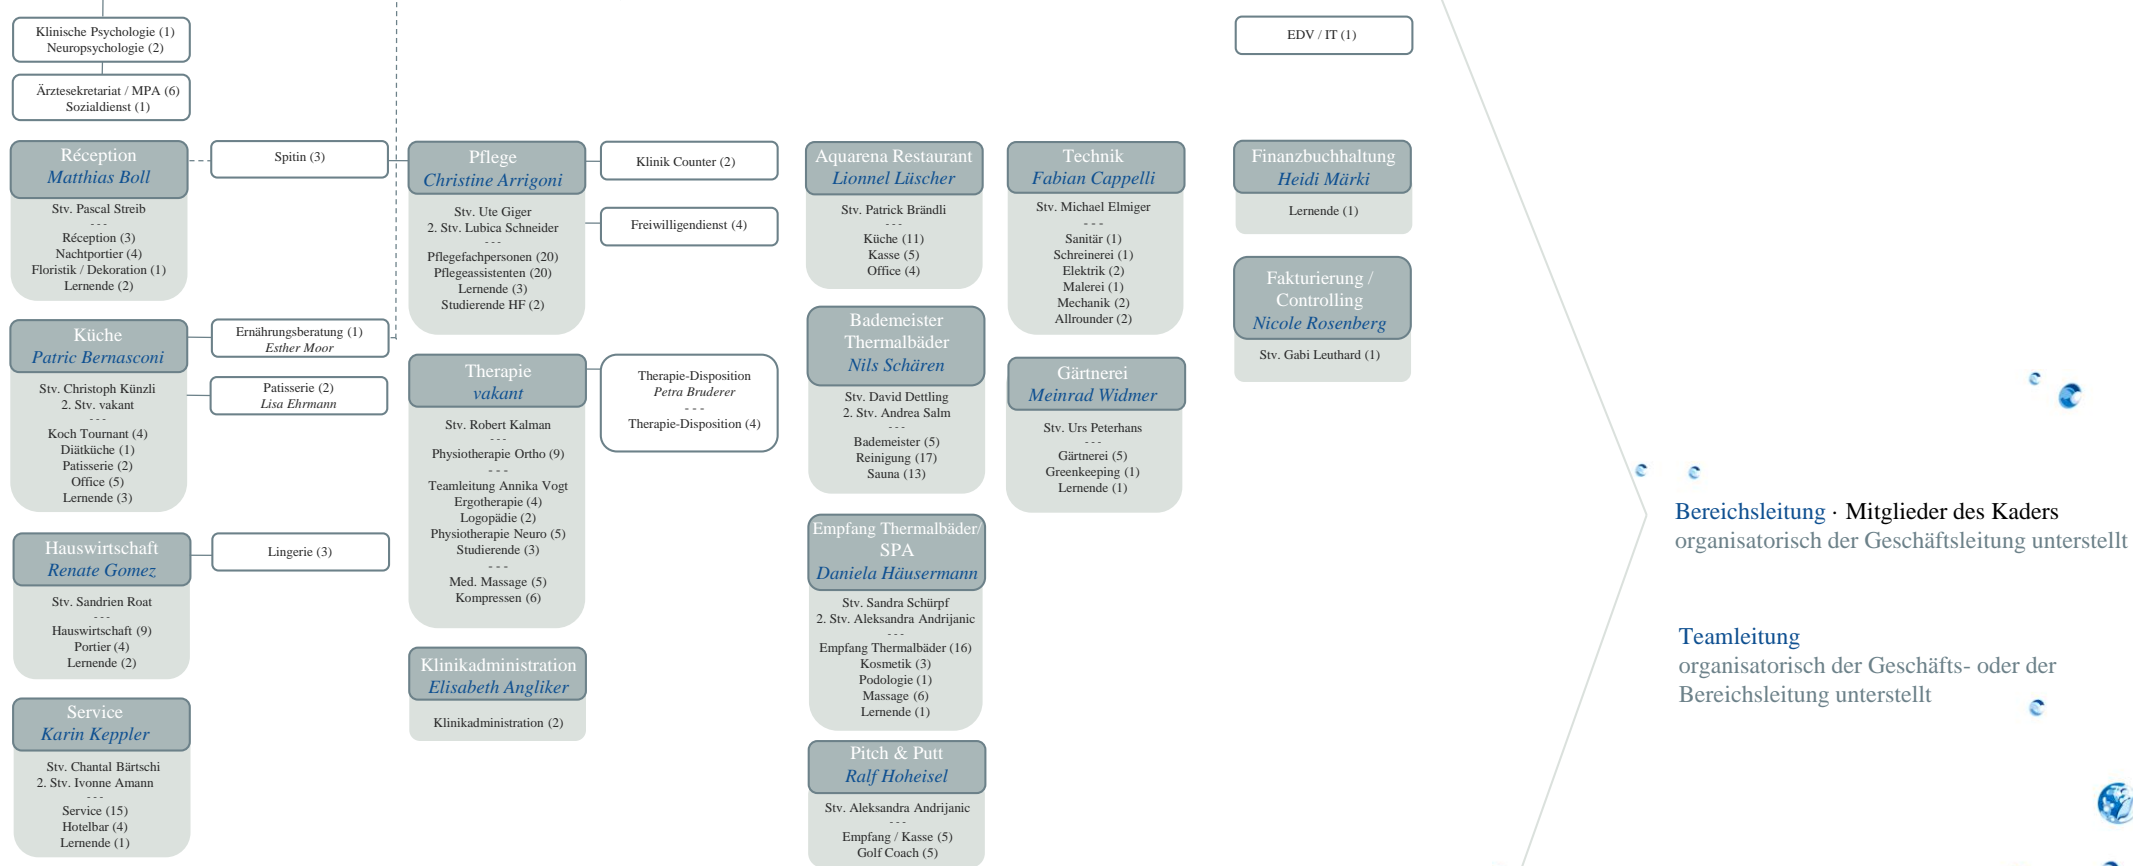 Klinische Psychologie (1)
Neuropsychologie (2)
Ärztesekretariat / MPA (6)
Sozialdienst (1)
Réception
Matthias Boll
Stv. Pascal Streib
- - -
Réception (3)
Nachtportier (4)
Floristik / Dekoration (1)
Lernende (2)
Spitin (3)
Küche
Patric Bernasconi
Stv. Christoph Künzli
2. Stv. vakant
- - -
Koch Tournant (4)
Diätküche (1)
Patisserie (2)
Office (5)
Lernende (3)
Ernährungsberatung (1)
Esther Moor
Patisserie (2)
Lisa Ehrmann
Hauswirtschaft
Renate Gomez
Stv. Sandrien Roat
- - -
Hauswirtschaft (9)
Portier (4)
Lernende (2)
Lingerie (3)
Service
Karin Keppler
Stv. Chantal Bärtschi
2. Stv. Ivonne Amann
- - -
Service (15)
Hotelbar (4)
Lernende (1)
Pflege
Christine Arrigoni
Stv. Ute Giger
2. Stv. Lubica Schneider
- - -
Pflegefachpersonen (20)
Pflegeassistenten (20)
Lernende (3)
Studierende HF (2)
Klinik Counter (2)
Freiwilligendienst (4)
Therapie
vakant
Stv. Robert Kalman
- - -
Physiotherapie Ortho (9)
- - -
Teamleitung Annika Vogt
Ergotherapie (4)
Logopädie (2)
Physiotherapie Neuro (5)
Studierende (3)
- - -
Med. Massage (5)
Kompressen (6)
Therapie-Disposition
Petra Bruderer
- - -
Therapie-Disposition (4)
Klinikadministration
Elisabeth Angliker
Klinikadministration (2)
Aquarena Restaurant
Lionnel Lüscher
Stv. Patrick Brändli
- - -
Küche (11)
Kasse (5)
Office (4)
Bademeister
Thermalbäder
Nils Schären
Stv. David Dettling
2. Stv. Andrea Salm
- - -
Bademeister (5)
Reinigung (17)
Sauna (13)
Empfang Thermalbäder/
SPA
Daniela Häusermann
Stv. Sandra Schürpf
2. Stv. Aleksandra Andrijanic
- - -
Empfang Thermalbäder (16)
Kosmetik (3)
Podologie (1)
Massage (6)
Lernende (1)
Pitch & Putt
Ralf Hoheisel
Stv. Aleksandra Andrijanic
- - -
Empfang / Kasse (5)
Golf Coach (5)
Technik
Fabian Cappelli
Stv. Michael Elmiger
- - -
Sanitär (1)
Schreinerei (1)
Elektrik (2)
Malerei (1)
Mechanik (2)
Allrounder (2)
Gärtnerei
Meinrad Widmer
Stv. Urs Peterhans
- - -
Gärtnerei (5)
Greenkeeping (1)
Lernende (1)
EDV / IT (1)
Finanzbuchhaltung
Heidi Märki
Lernende (1)
Fakturierung /
Controlling
Nicole Rosenberg
Stv. Gabi Leuthard (1)
Bereichsleitung · Mitglieder des Kaders
organisatorisch der Geschäftsleitung unterstellt
Teamleitung
organisatorisch der Geschäfts- oder der
Bereichsleitung unterstellt